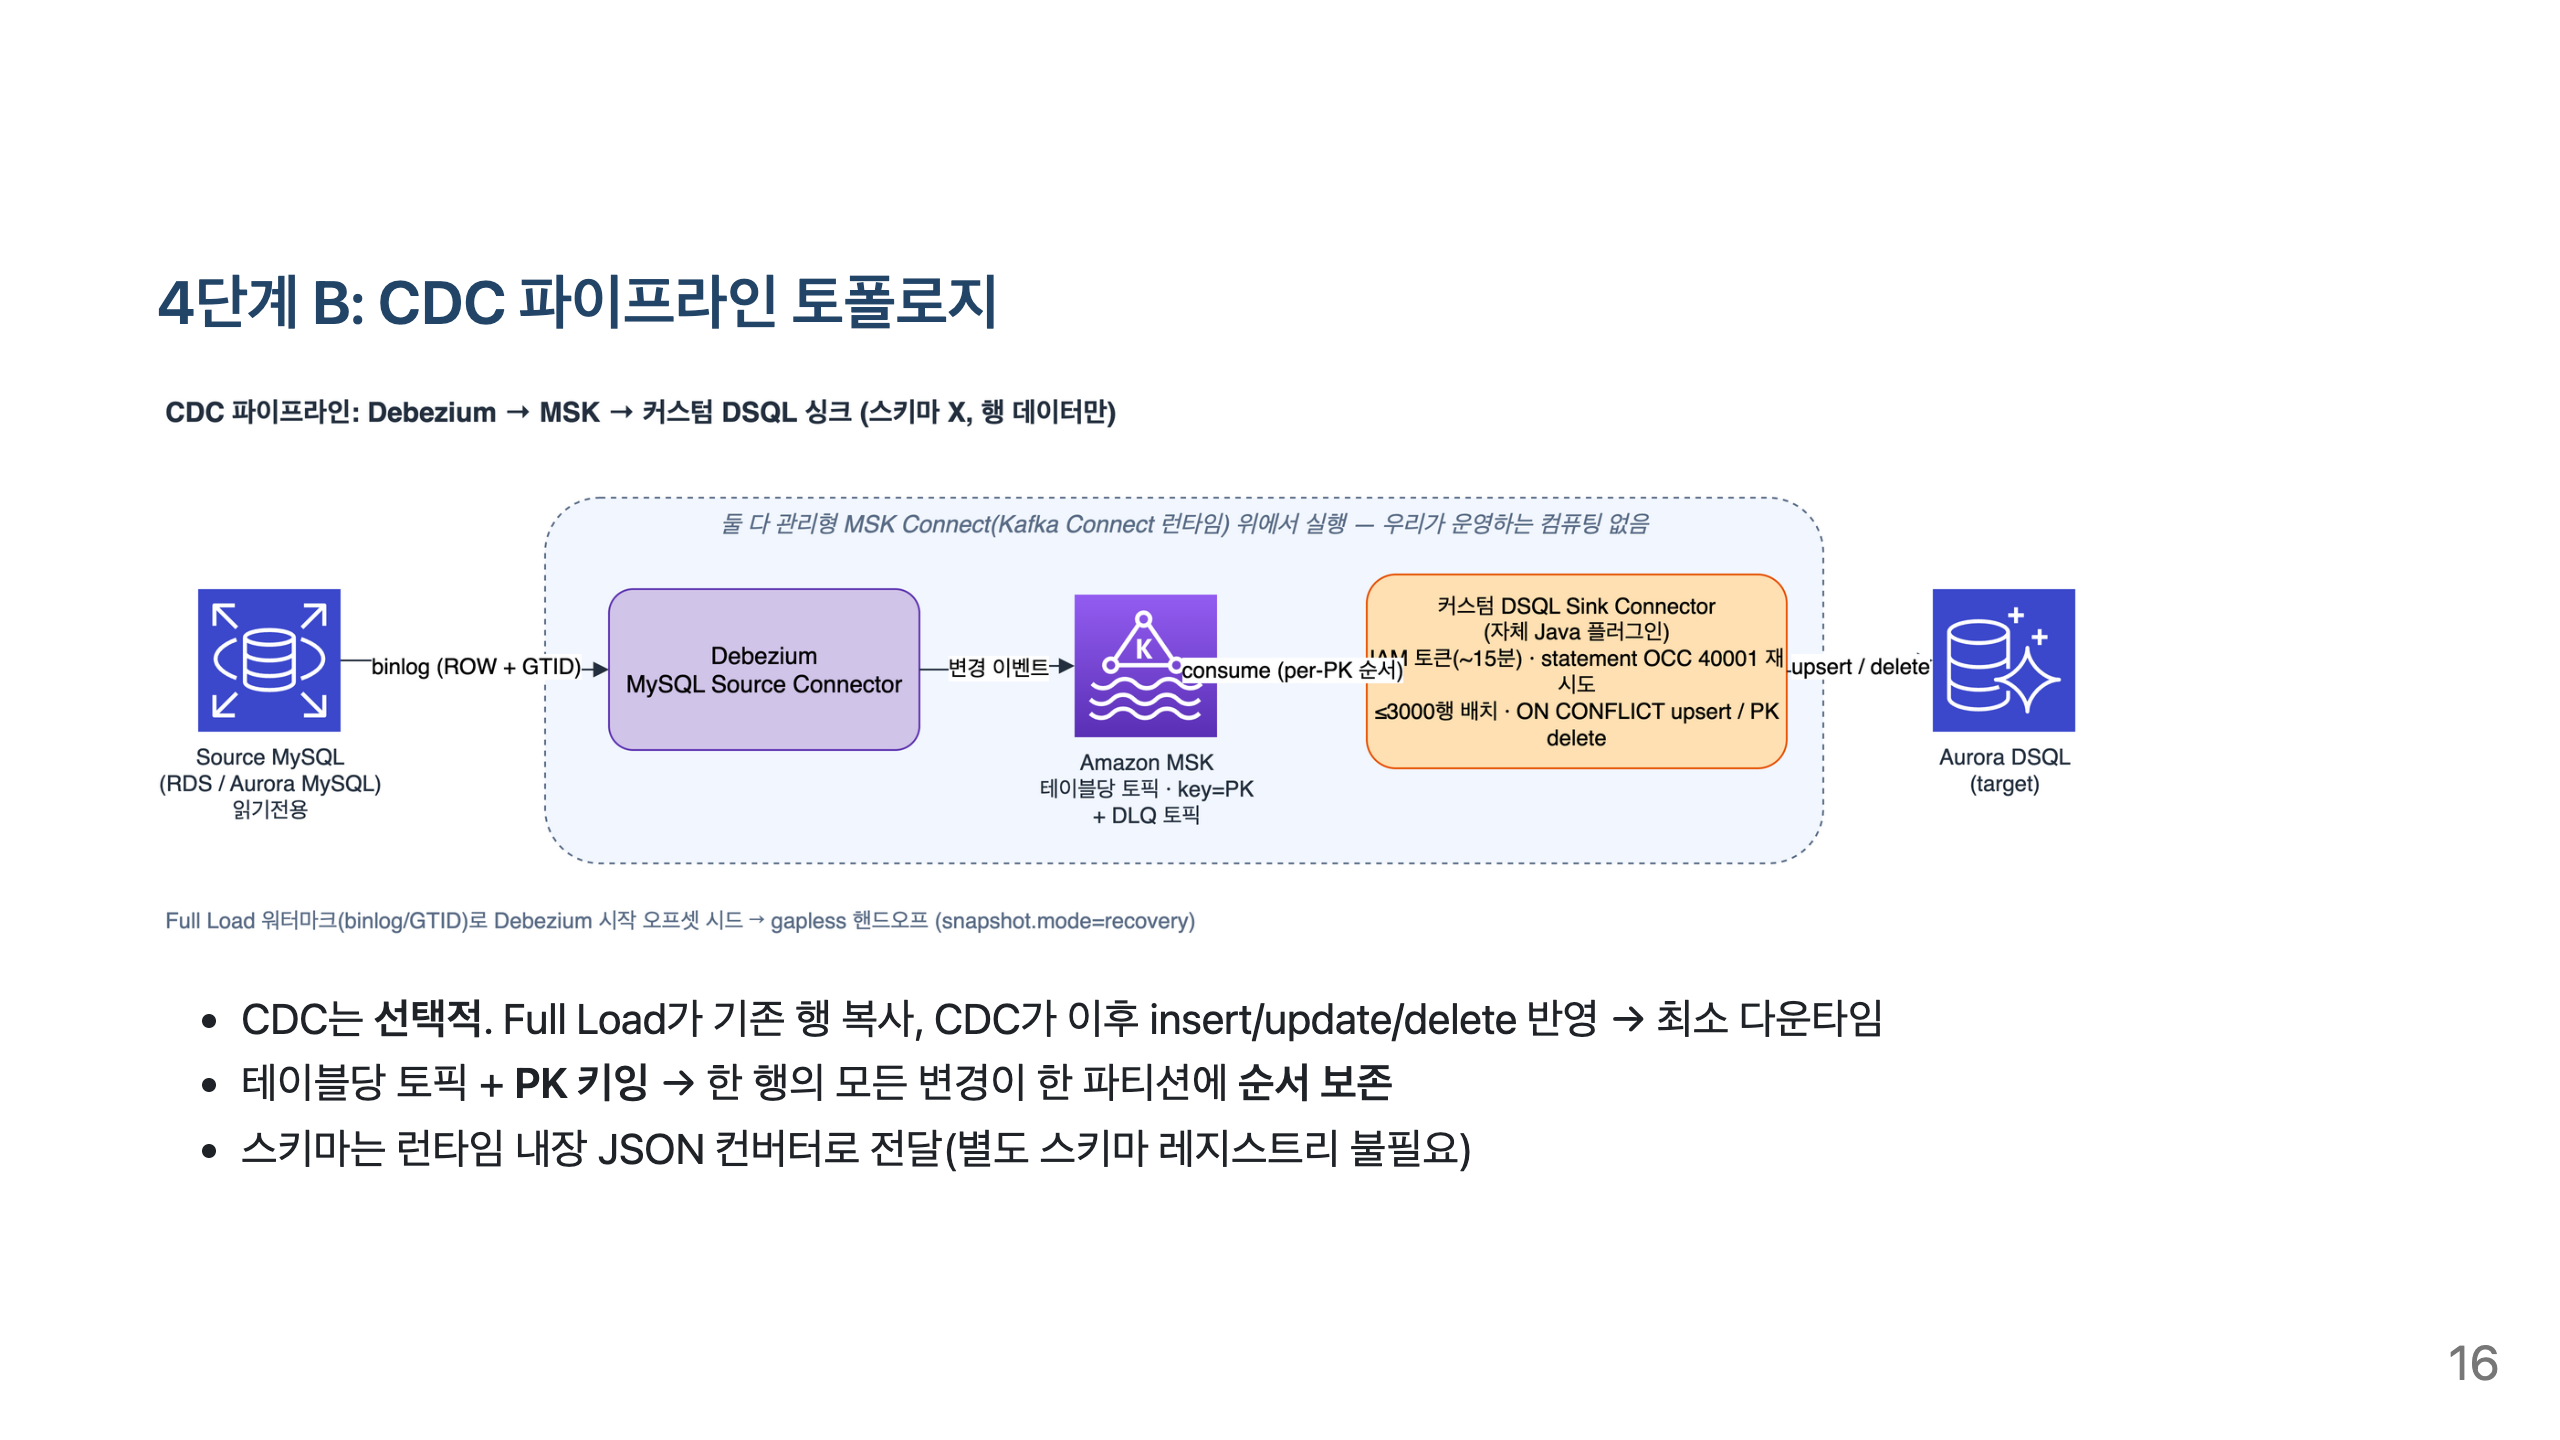 4단계 B: CDC 파이프라인 토폴로지
CDC 파이프라인: Debezium → MSK → 커스텀 DSQL 싱크 (스키마 X, 행 데이터만)
둘 다 관리형 MSK Connect(Kafka Connect 런타임) 위에서 실행 — 우리가 운영하는 컴퓨팅 없음
Source MySQL
(RDS / Aurora MySQL)
읽기전용
binlog (ROW + GTID)
Debezium
MySQL Source Connector
변경 이벤트
K
Amazon MSK
테이블당 토픽 · key=PK
+ DLQ 토픽
consume (per-PK 순서)
커스텀 DSQL Sink Connector
(자체 Java 플러그인)
IAM 토큰(~15분) · statement OCC 40001 재
시도
≤3000행 배치 · ON CONFLICT upsert / PK
delete
upsert / delete
Aurora DSQL
(target)
Full Load 워터마크(binlog/GTID)로 Debezium 시작 오프셋 시드 → gapless 핸드오프 (snapshot.mode=recovery)
• CDC는 선택적. Full Load가 기존 행 복사, CDC가 이후 insert/update/delete 반영 → 최소 다운타임
• 테이블당 토픽 + PK 키잉 → 한 행의 모든 변경이 한 파티션에 순서 보존
• 스키마는 런타임 내장 JSON 컨버터로 전달(별도 스키마 레지스트리 불필요)
16